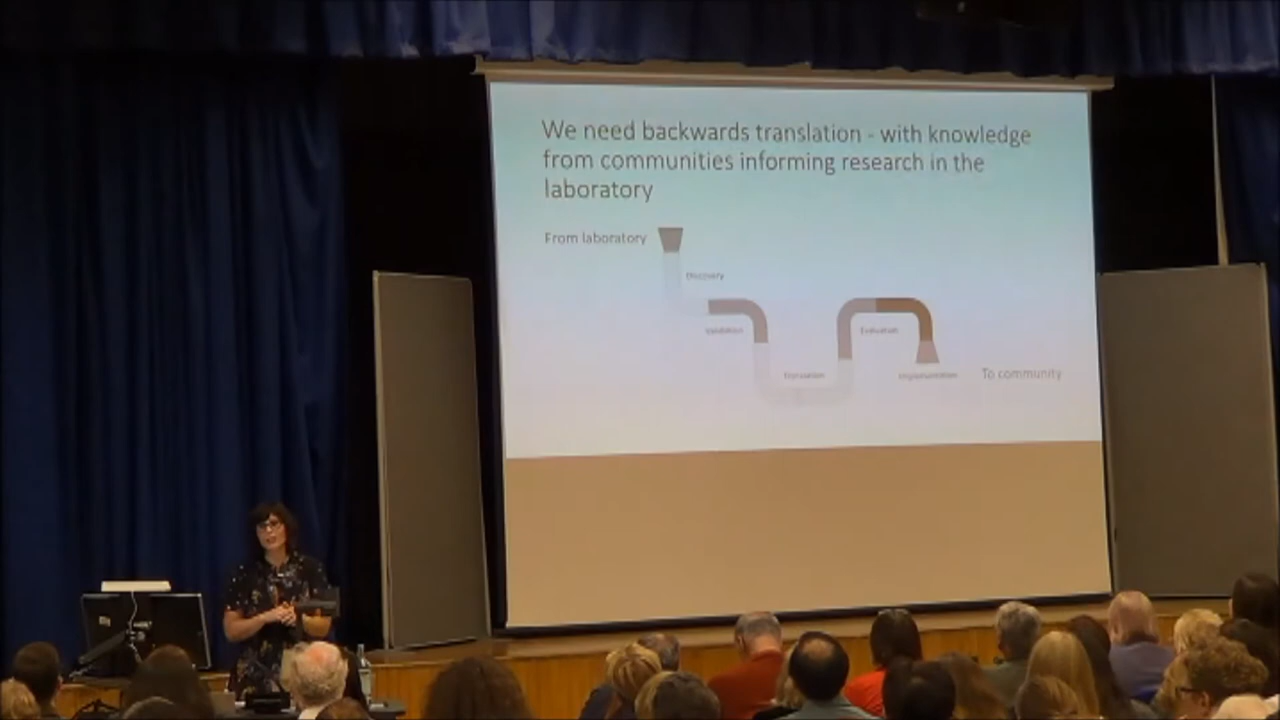 We need backwards translation - with knowledge
from communities informing research in the
laboratory
From laboratory
Discovery
Validation
Translation
Evaluation
Implementation
To community